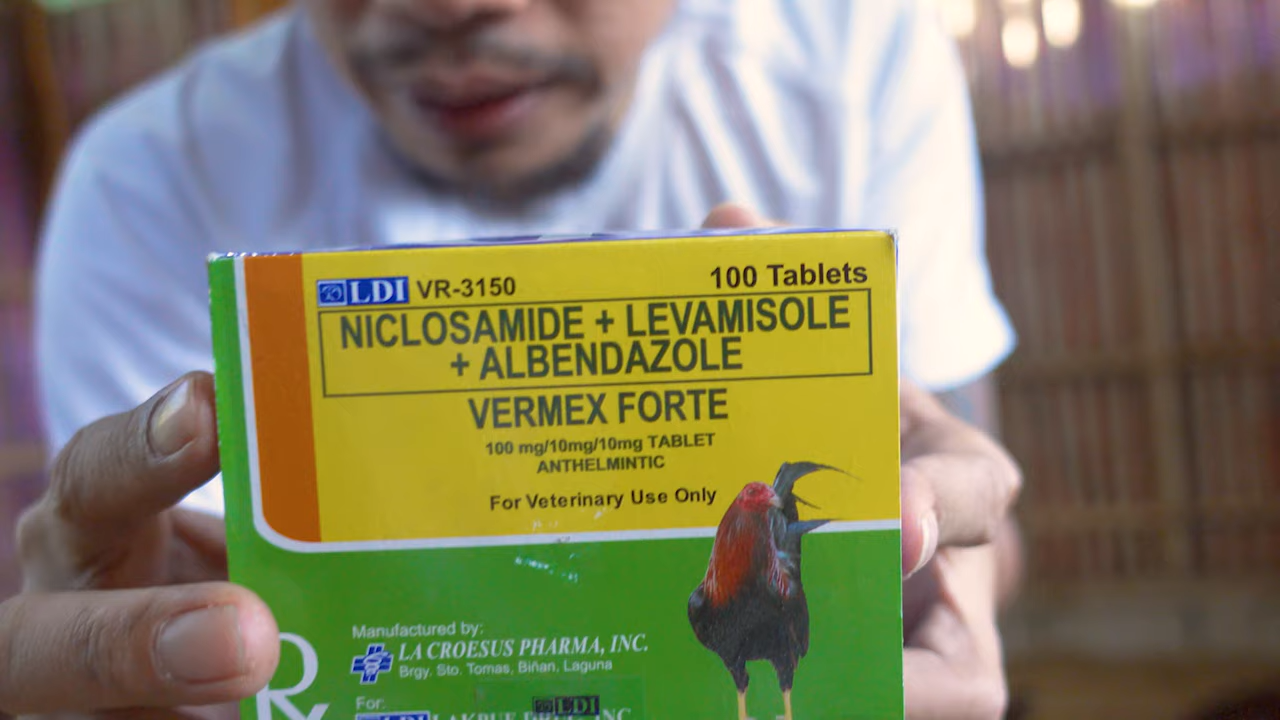 LDI VR-3150 100 Tablets
NICLOSAMIDE + LEVAMISOLE
+ ALBENDAZOLE
VERMEX FORTE
100 mg/10mg/10mg TABLET
ANTHELMINTIC
For Veterinary Use Only
Manufactured by:
LA CROESUS PHARMA, INC.
Brgy. Sto. Tomas, Biñan, Laguna
Rx
For:
LDI